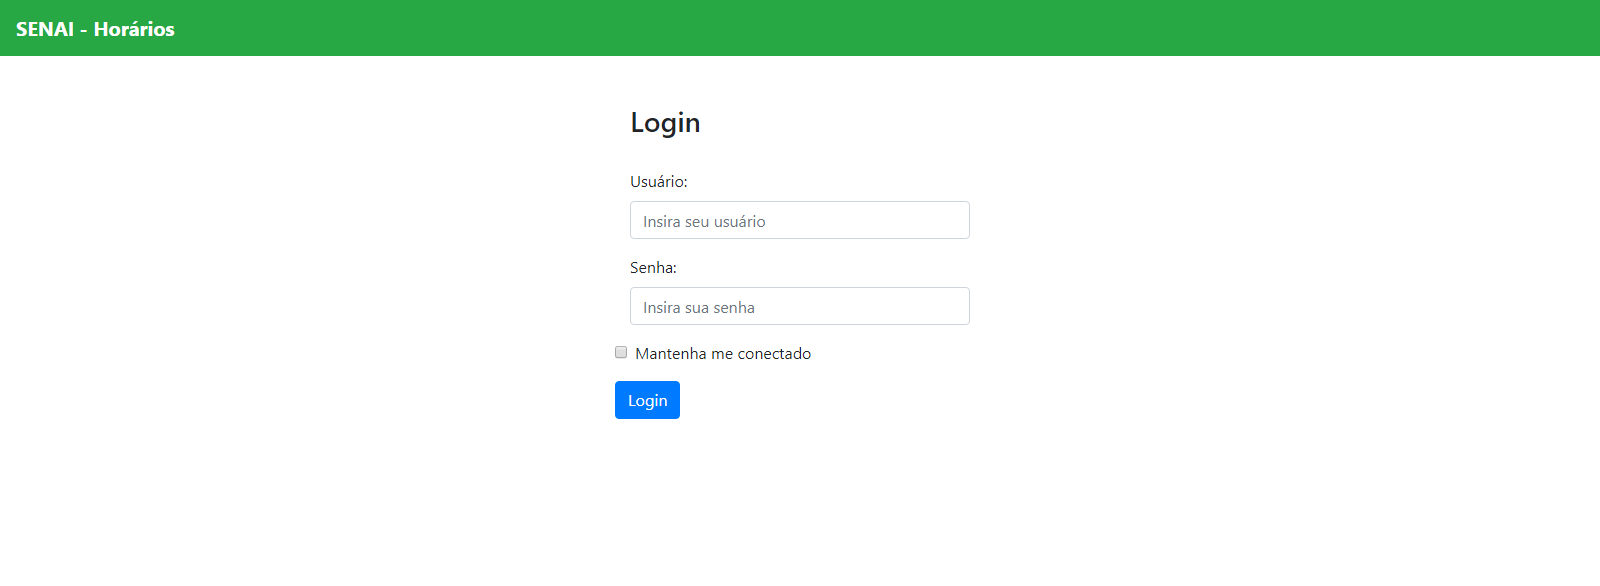 SENAI - Horários
Login
Usuário:
Insira seu usuário
Senha:
Insira sua senha
Mantenha me conectado
Login